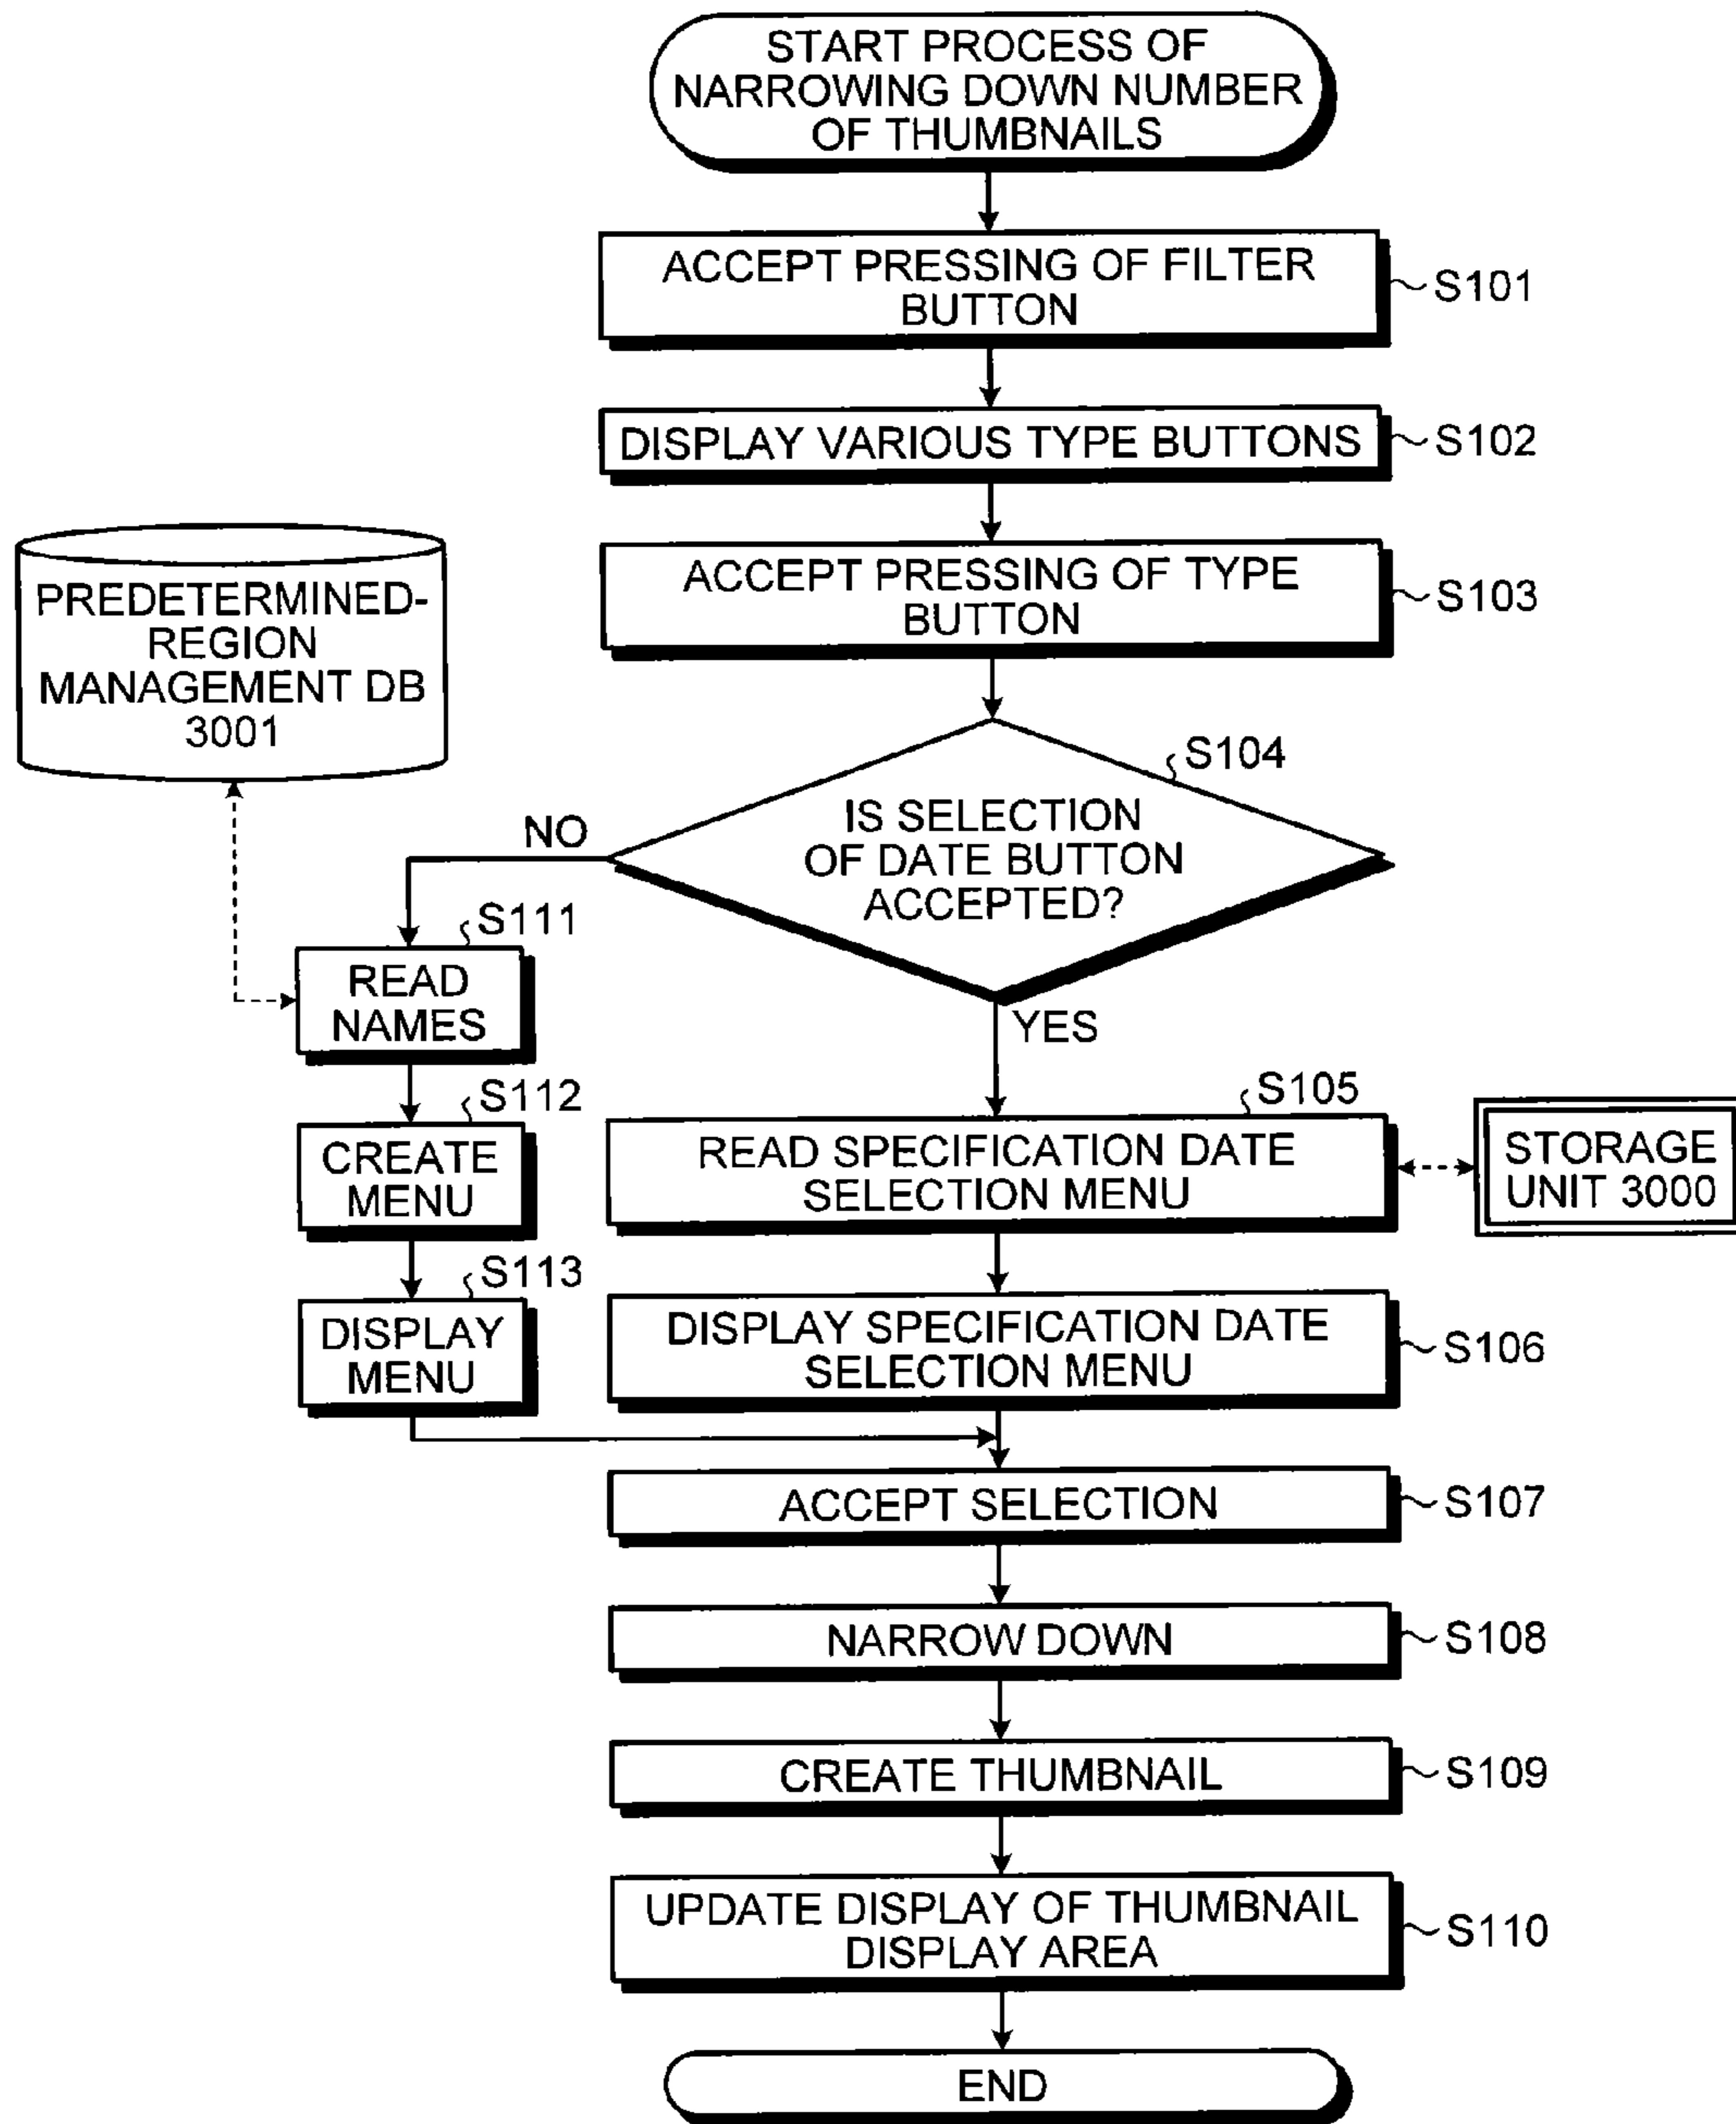 START PROCESS OF
NARROWING DOWN NUMBER
OF THUMBNAILS
ACCEPT PRESSING OF FILTER
BUTTON
S101
DISPLAY VARIOUS TYPE BUTTONS
S102
ACCEPT PRESSING OF TYPE
BUTTON
S103
PREDETERMINED-
REGION
MANAGEMENT DB
3001
S104
IS SELECTION
OF DATE BUTTON
ACCEPTED?
NO
YES
S111
READ
NAMES
S112
CREATE
MENU
S113
DISPLAY
MENU
S105
READ SPECIFICATION DATE
SELECTION MENU
STORAGE
UNIT 3000
DISPLAY SPECIFICATION DATE
SELECTION MENU
S106
ACCEPT SELECTION
S107
NARROW DOWN
S108
CREATE THUMBNAIL
S109
UPDATE DISPLAY OF THUMBNAIL
DISPLAY AREA
S110
END